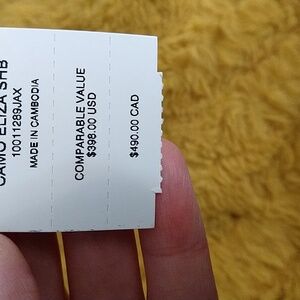 CAMO ELIZA SHB
10011289JAX
MADE IN CAMBODIA
COMPARABLE VALUE
$398.00 USD
$490.00 CAD